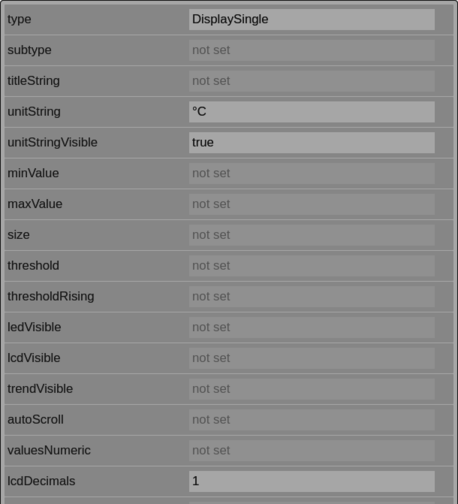 type DisplaySingle
subtype not set
titleString not set
unitString °C
unitStringVisible true
minValue not set
maxValue not set
size not set
threshold not set
thresholdRising not set
ledVisible not set
lcdVisible not set
trendVisible not set
autoScroll not set
valuesNumeric not set
lcdDecimals 1